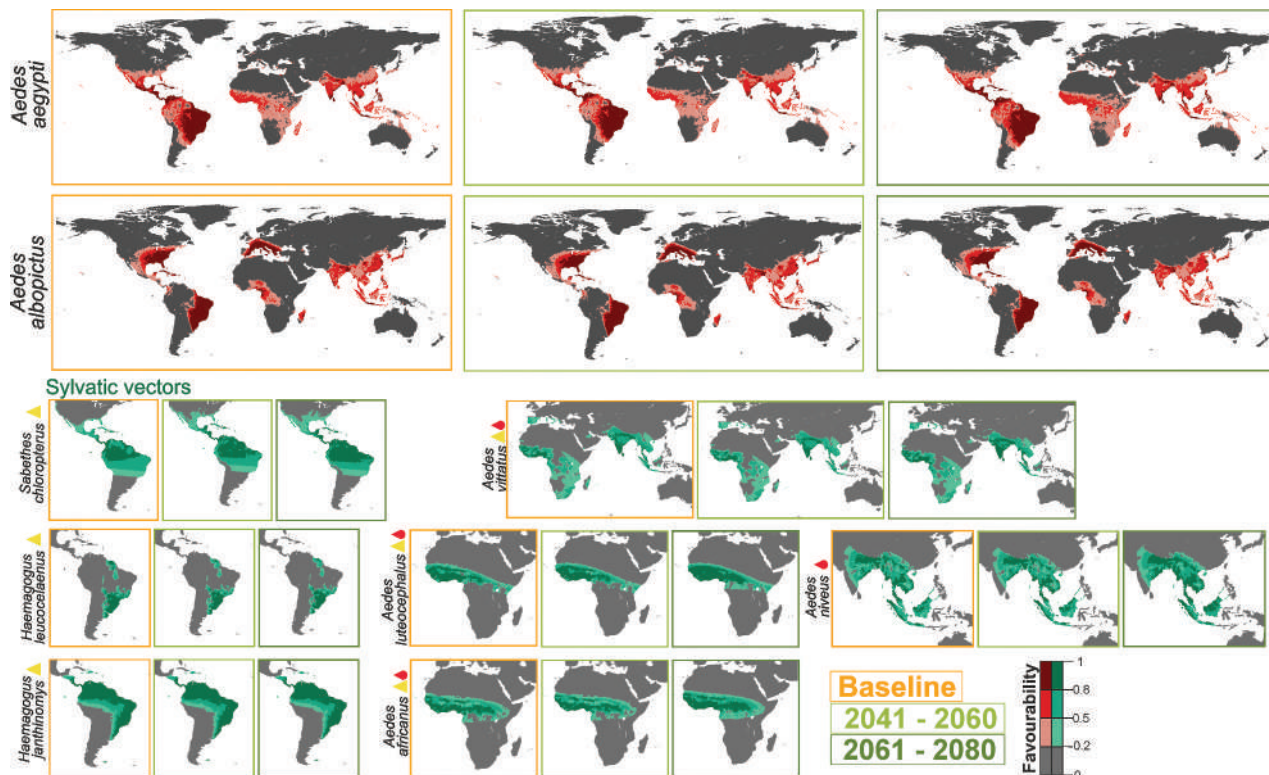 Aedes
aegypti
Aedes
albopictus
Sylvatic vectors
Sabethes
chloropterus
Aedes
vittatus
Haemagogus
leucocelaenus
Aedes
luteocephalus
Aedes
niveus
Haemagogus
janthinomys
Aedes
africanus
Baseline
2041 - 2060
2061 - 2080
Favourability
1
0.8
0.5
0.2
0